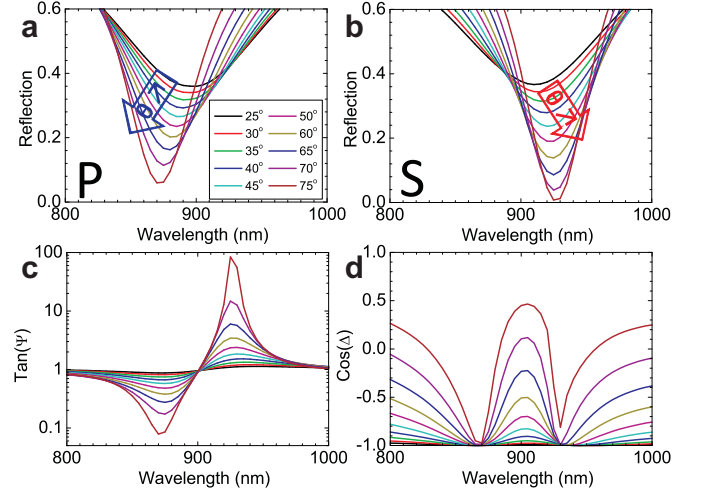 a
0.6
0.4
0.2
0.0
Reflection
θ
P
25° 50°
30° 60°
35° 65°
40° 70°
45° 75°
800 900 1000
Wavelength (nm)
b
0.6
0.4
0.2
0.0
Reflection
θ
S
800 900 1000
Wavelength (nm)
c
100
10
1
0.1
Tan(Ψ)
800 900 1000
Wavelength (nm)
d
1.0
0.5
0.0
-0.5
-1.0
Cos(Δ)
800 900 1000
Wavelength (nm)